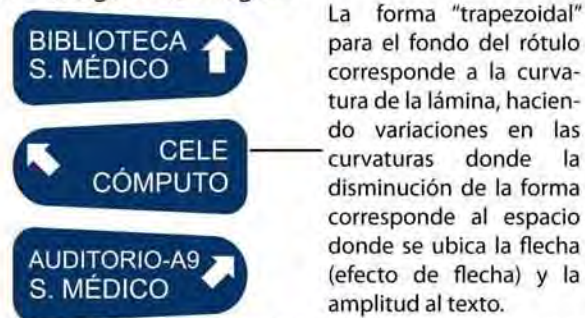 BIBLIOTECA
S. MÉDICO
CELE
CÓMPUTO
AUDITORIO-A9
S. MÉDICO
La forma “trapezoidal”
para el fondo del rótulo
corresponde a la curva-
tura de la lámina, hacien-
do variaciones en las
curvaturas donde la
disminución de la forma
corresponde al espacio
donde se ubica la flecha
(efecto de flecha) y la
amplitud al texto.